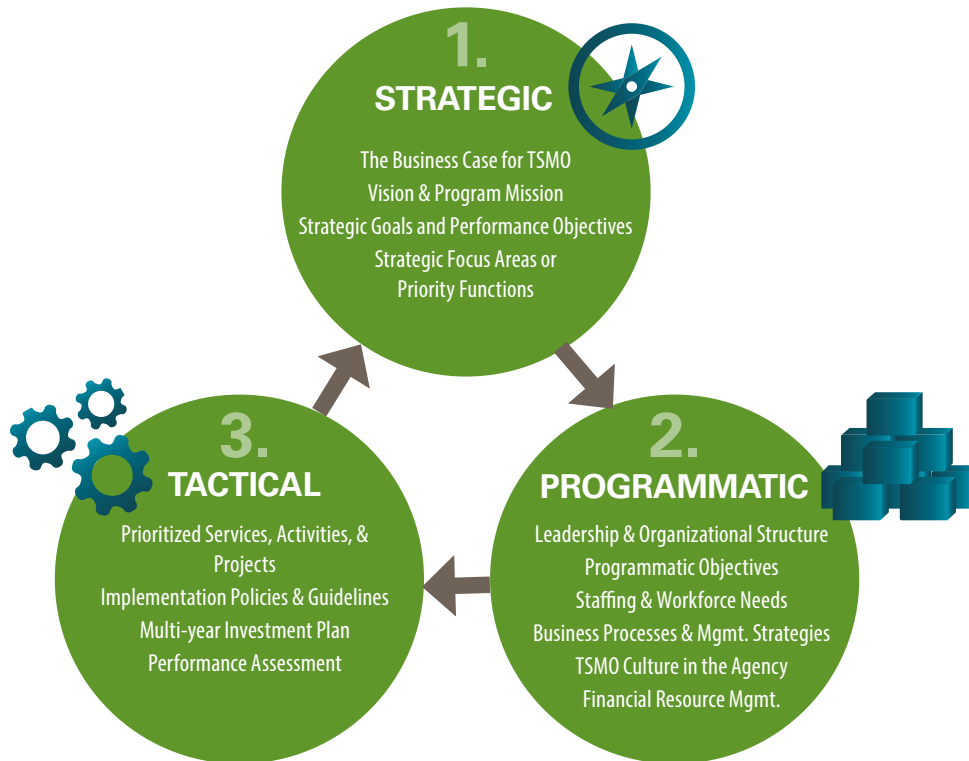 1.
STRATEGIC
The Business Case for TSMO
Vision & Program Mission
Strategic Goals and Performance Objectives
Strategic Focus Areas or
Priority Functions
2.
PROGRAMMATIC
Leadership & Organizational Structure
Programmatic Objectives
Staffing & Workforce Needs
Business Processes & Mgmt. Strategies
TSMO Culture in the Agency
Financial Resource Mgmt.
3.
TACTICAL
Prioritized Services, Activities, &
Projects
Implementation Policies & Guidelines
Multi-year Investment Plan
Performance Assessment